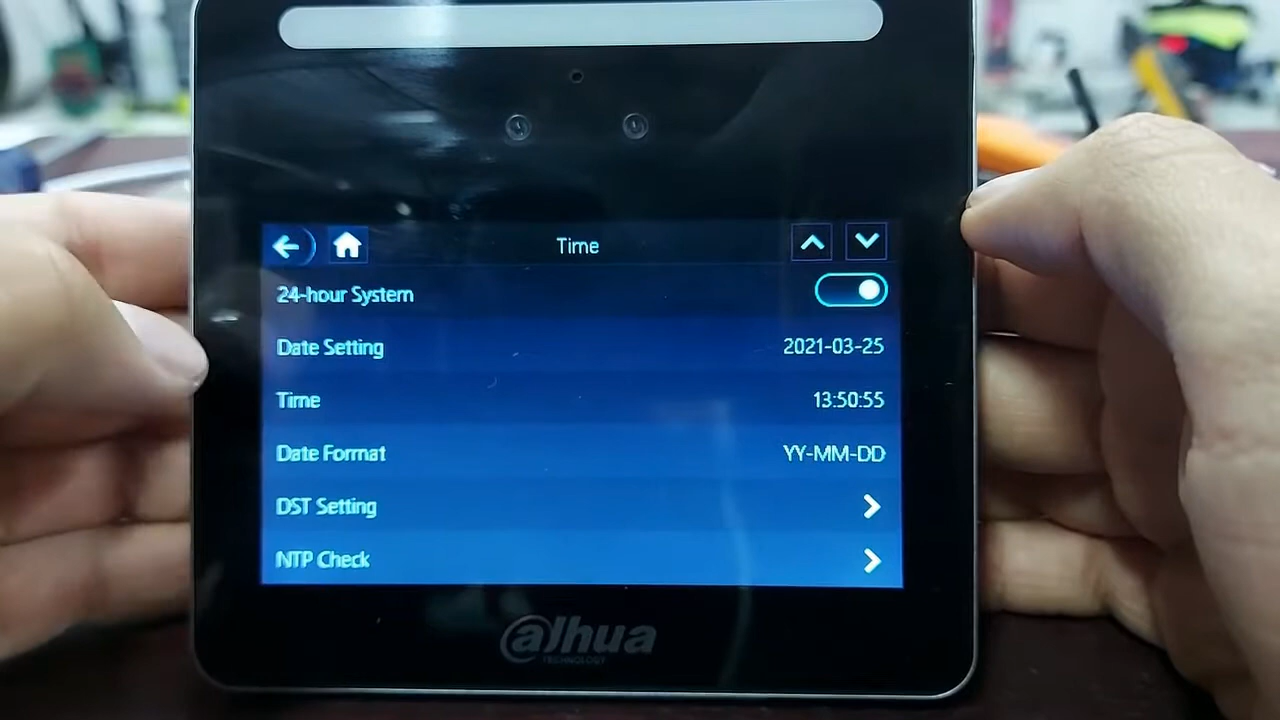 Time
24-hour System
Date Setting 2021-03-25
Time 13:50:55
Date Format YY-MM-DD
DST Setting
NTP Check
alhua
TECHNOLOGY